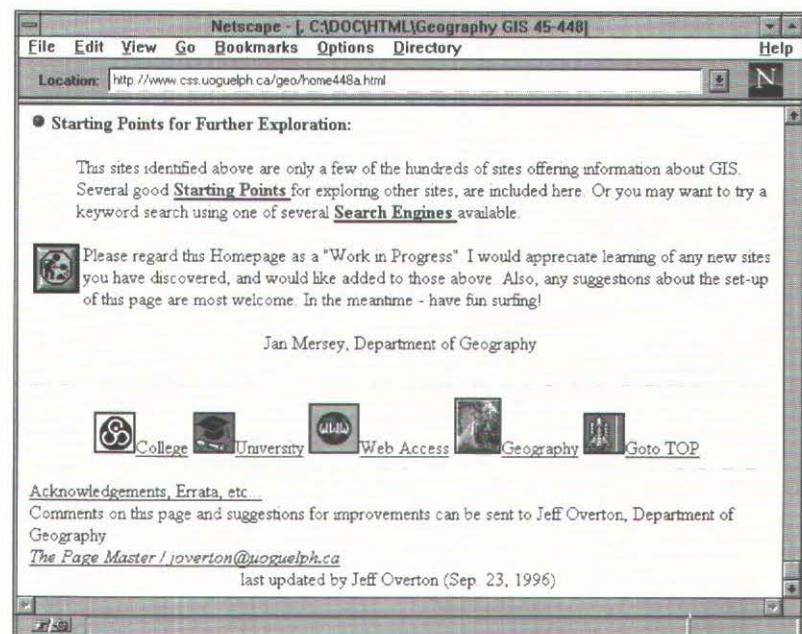 Netscape - [, C:\DOC\HTML\Geography GIS 45-448]
File Edit View Go Bookmarks Options Directory Help
Location: http://www.css.uoguelph.ca/geo/home448a.html
N
Starting Points for Further Exploration:
This sites identified above are only a few of the hundreds of sites offering information about GIS.
Several good Starting Points for exploring other sites, are included here. Or you may want to try a
keyword search using one of several Search Engines available.
Please regard this Homepage as a "Work in Progress" I would appreciate learning of any new sites
you have discovered, and would like added to those above. Also, any suggestions about the set-up
of this page are most welcome. In the meantime - have fun surfing!
Jan Mersey, Department of Geography
College University WWW Web Access Geography Goto TOP
Acknowledgements, Errata, etc...
Comments on this page and suggestions for improvements can be sent to Jeff Overton, Department of
Geography
The Page Master / joverton@uoguelph.ca
last updated by Jeff Overton (Sep. 23, 1996)